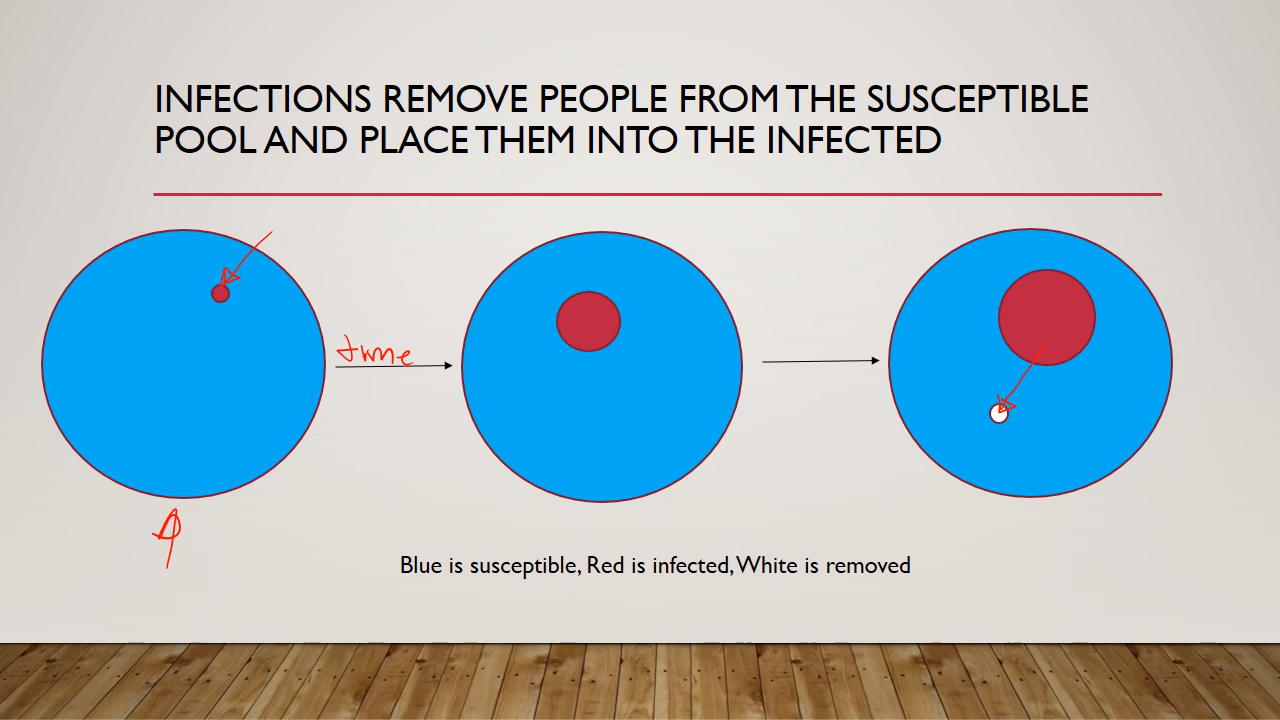 INFECTIONS REMOVE PEOPLE FROM THE SUSCEPTIBLE
POOL AND PLACE THEM INTO THE INFECTED
time
Blue is susceptible, Red is infected, White is removed